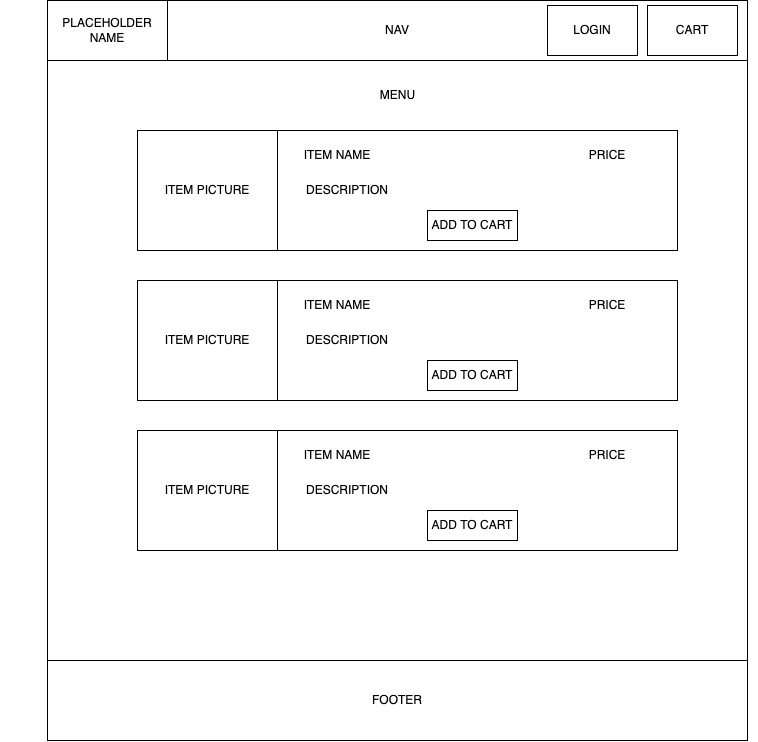 PLACEHOLDER
NAME
NAV
LOGIN
CART
MENU
ITEM NAME
PRICE
ITEM PICTURE
DESCRIPTION
ADD TO CART
ITEM NAME
PRICE
ITEM PICTURE
DESCRIPTION
ADD TO CART
ITEM NAME
PRICE
ITEM PICTURE
DESCRIPTION
ADD TO CART
FOOTER